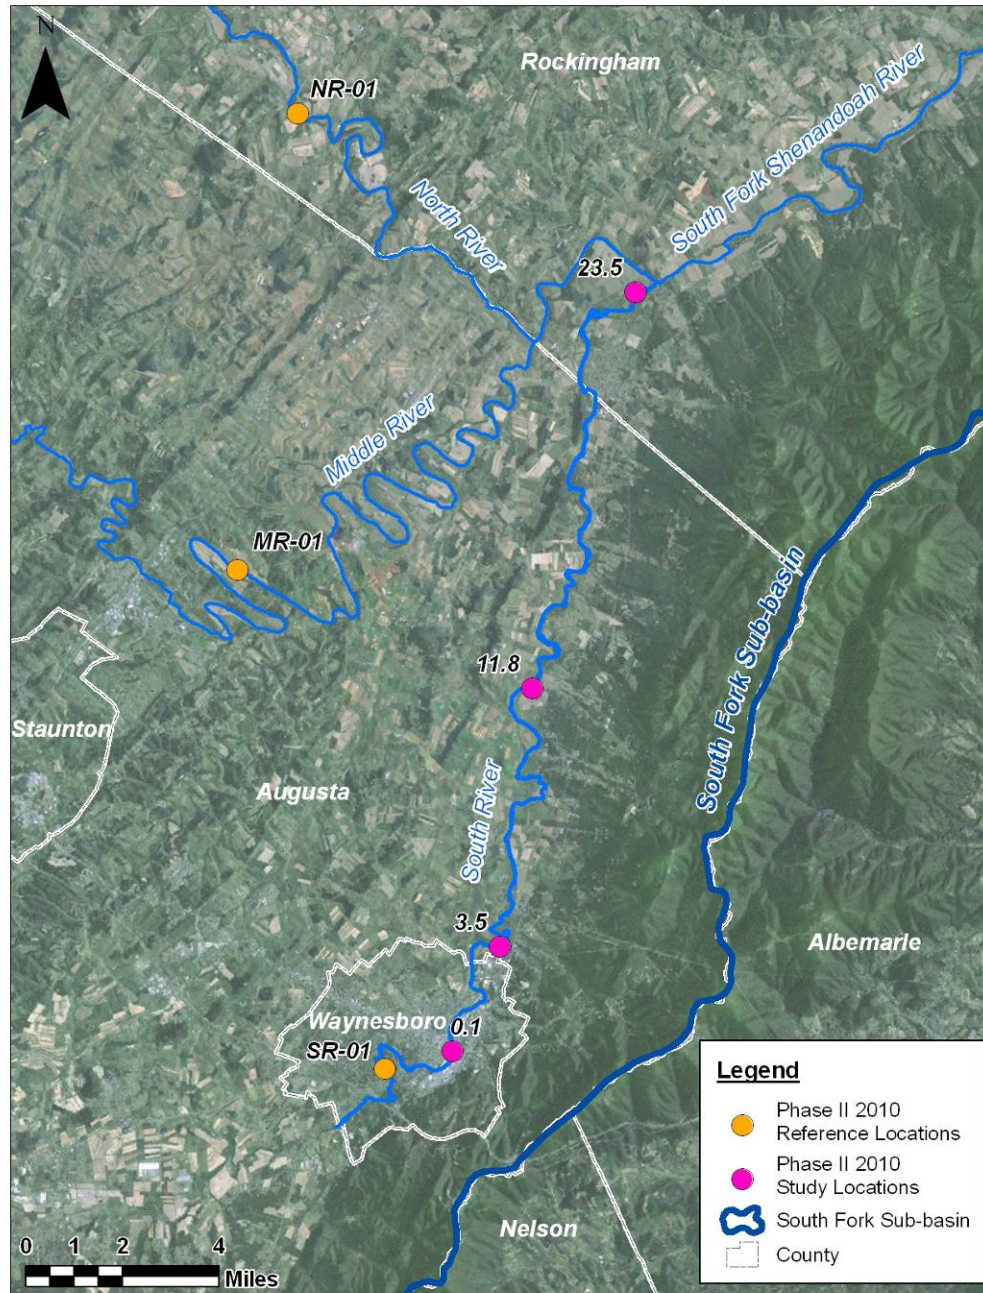 N
Rockingham
NR-01
South Fork Shenandoah River
North River
23.5
Middle River
MR-01
South Fork Sub-basin
11.8
Staunton
Augusta
South River
3.5
Albemarle
Waynesboro
0.1
SR-01
Nelson
Legend
Phase II 2010
Reference Locations
Phase II 2010
Study Locations
South Fork Sub-basin
County
0 1 2 4
Miles